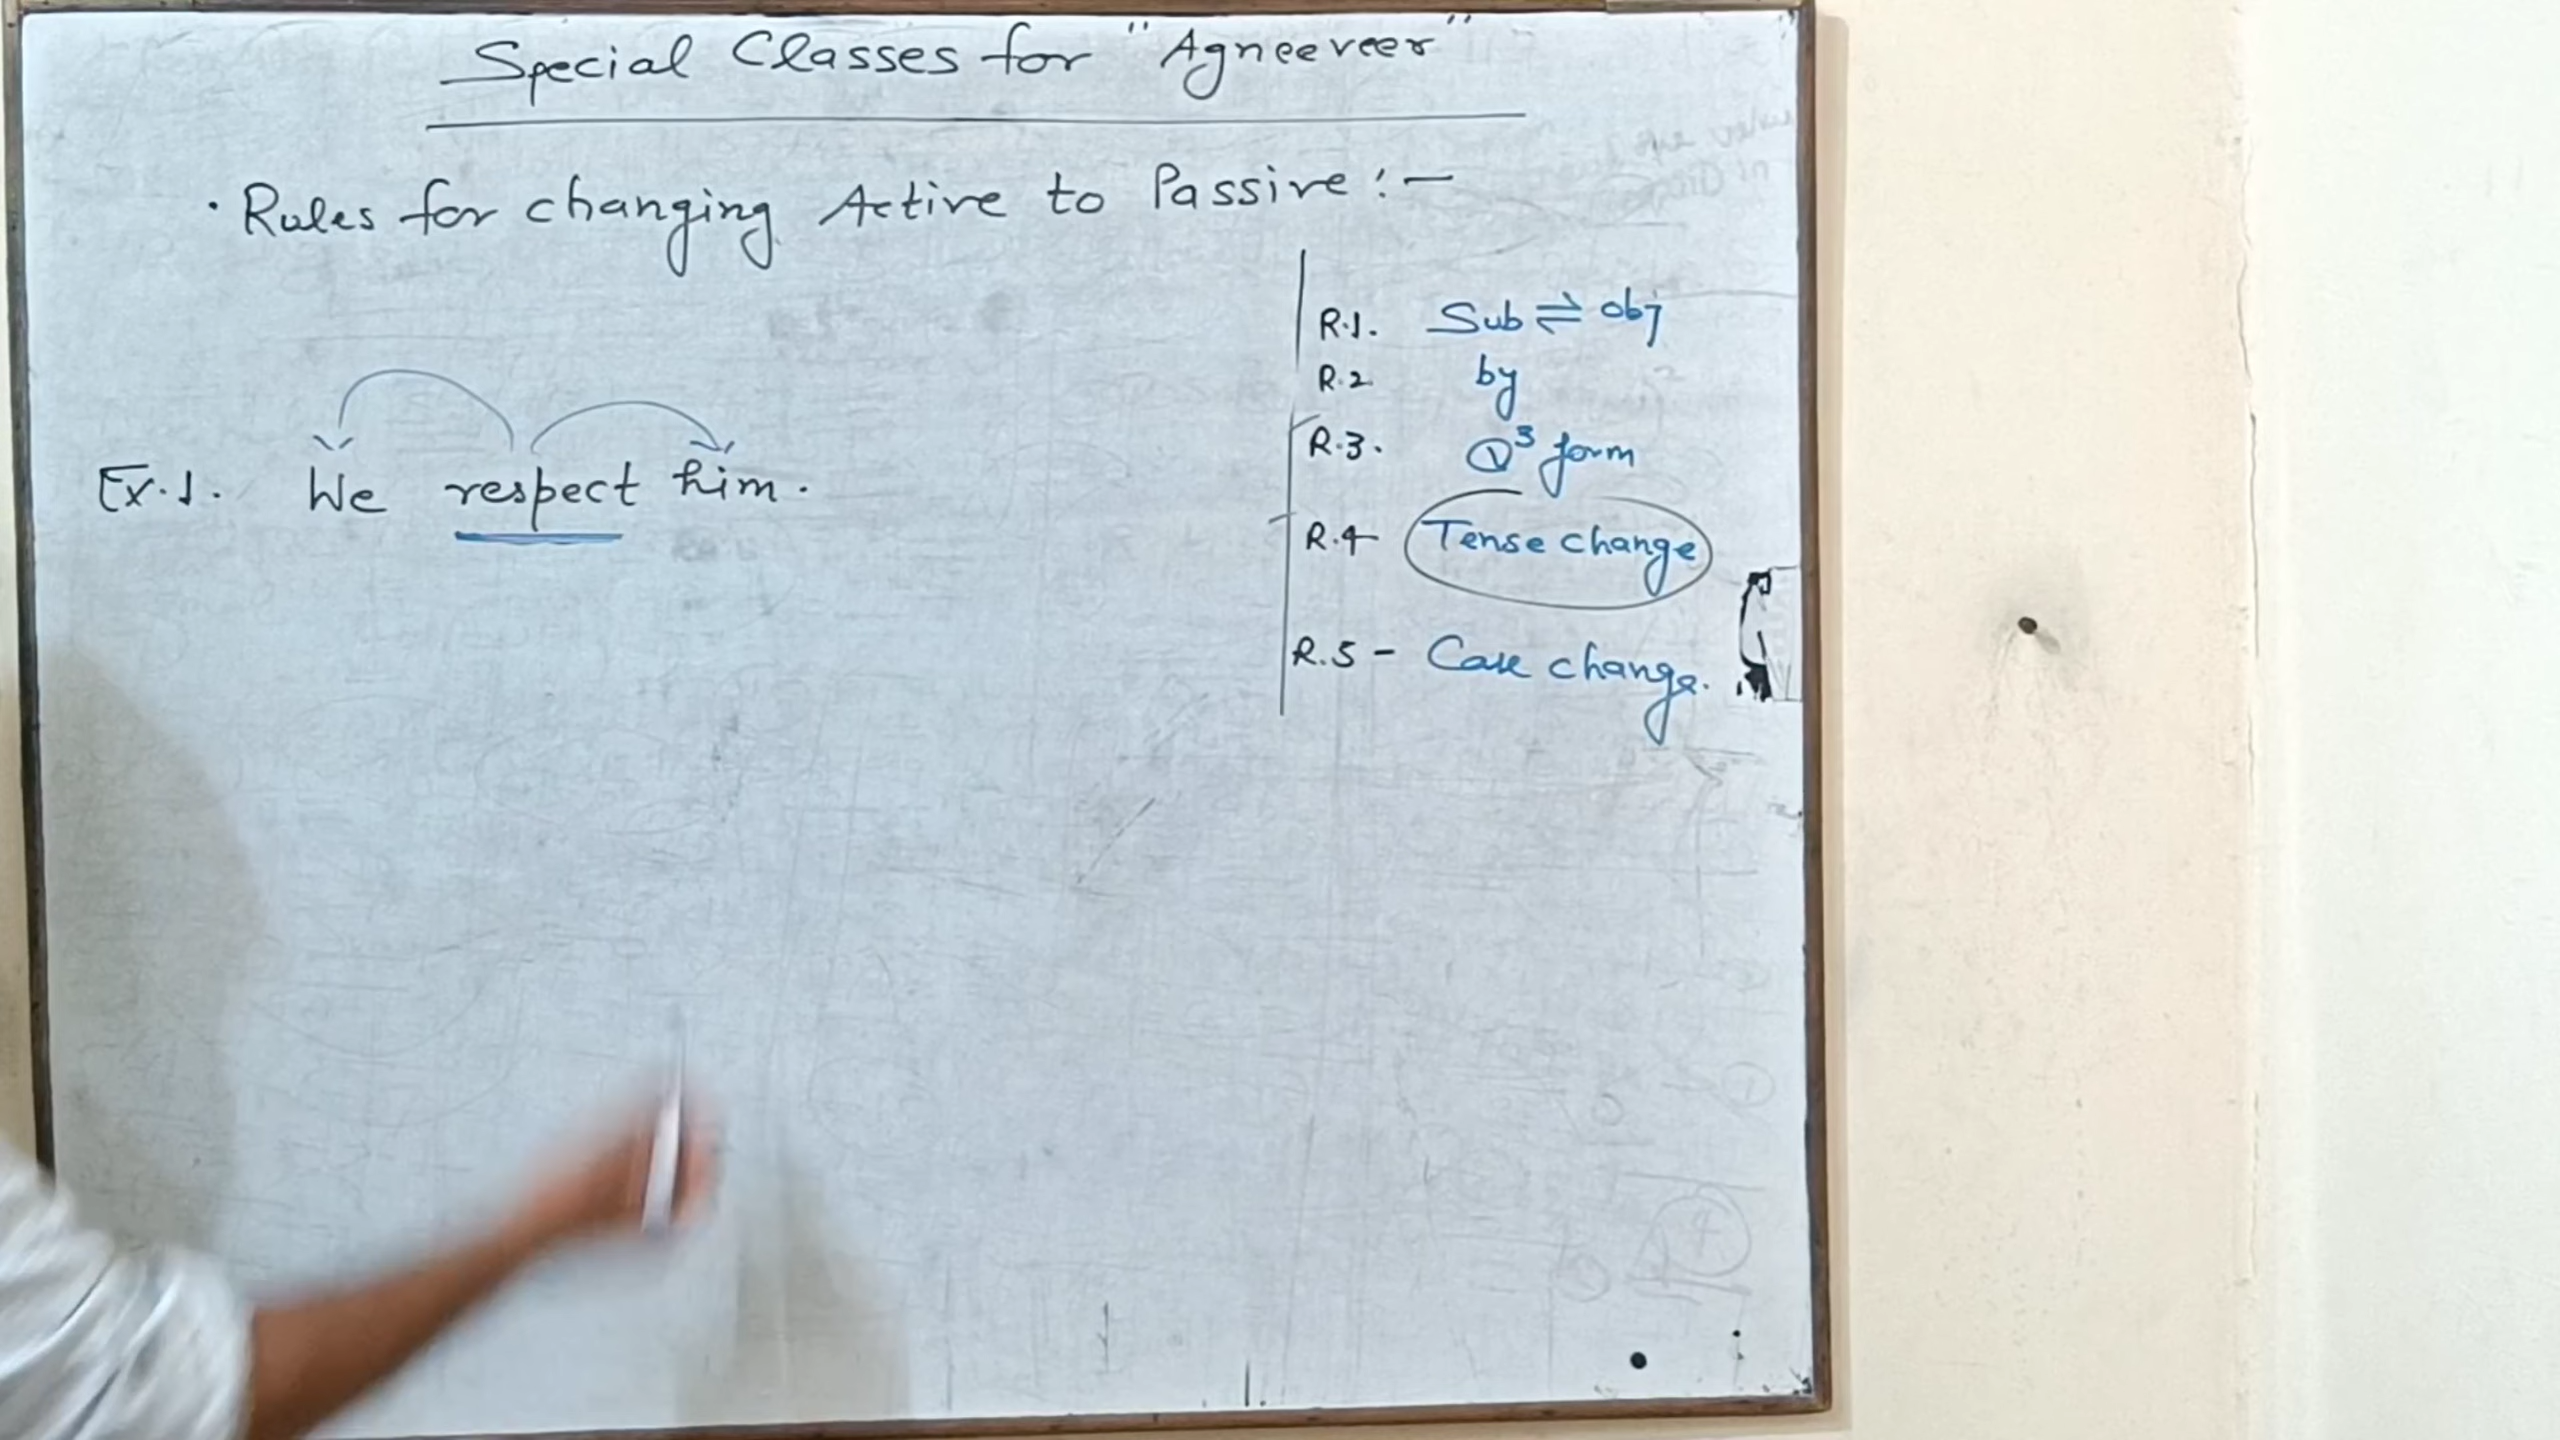 Special Classes for "Agneeveer"
• Rules for changing Active to Passive :-
R.1. Sub ⇌ obj
R.2 by
R.3. V³ form
Ex.1. We respect him.
R.4 Tense change
R.5 - Case change.